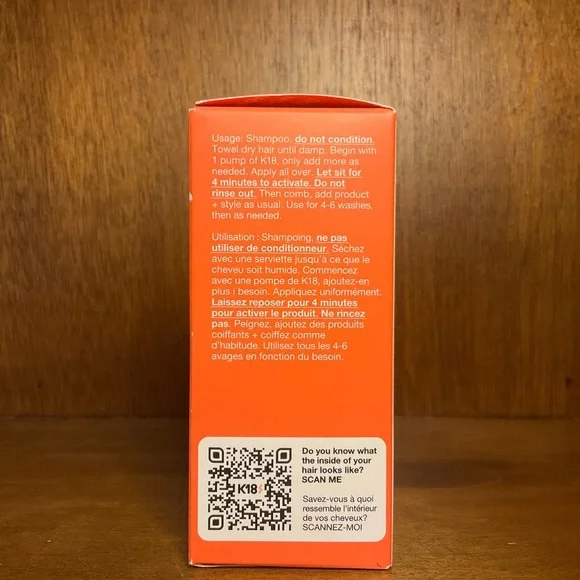 Usage: Shampoo, do not condition.
Towel dry hair until damp. Begin with
1 pump of K18, only add more as
needed. Apply all over. Let sit for
4 minutes to activate. Do not
rinse out. Then comb, add product
+ style as usual. Use for 4-6 washes,
then as needed.
Utilisation : Shampoing, ne pas
utiliser de conditionneur. Séchez
avec une serviette jusqu'à ce que le
cheveu soit humide. Commencez
avec une pompe de K18, ajoutez-en
plus i besoin. Appliquez uniformément.
Laissez reposer pour 4 minutes
pour activer le produit. Ne rincez
pas. Peignez, ajoutez des produits
coiffants + coiffez comme
d'habitude. Utilisez tous les 4-6
avages en fonction du besoin.
K18
Do you know what
the inside of your
hair looks like?
SCAN ME
Savez-vous à quoi
ressemble l'intérieur
de vos cheveux?
SCANNEZ-MOI